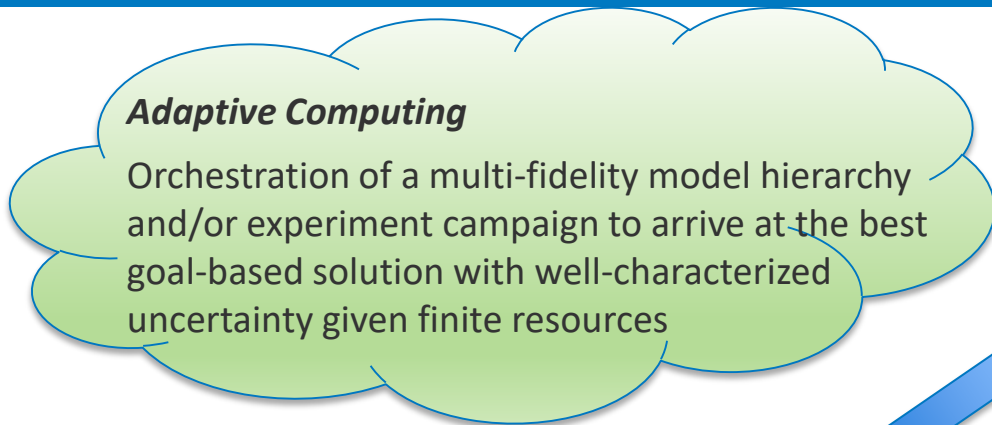 Adaptive Computing
Orchestration of a multi-fidelity model hierarchy
and/or experiment campaign to arrive at the best
goal-based solution with well-characterized
uncertainty given finite resources